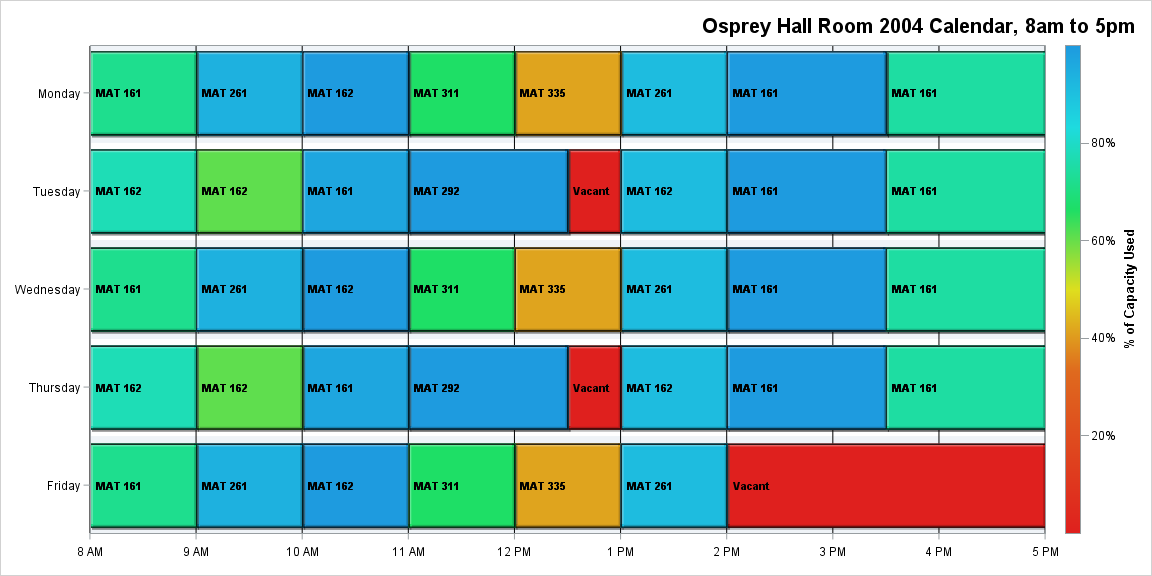 Osprey Hall Room 2004 Calendar, 8am to 5pm
Monday
MAT 161
MAT 261
MAT 162
MAT 311
MAT 335
MAT 261
MAT 161
MAT 161
Tuesday
MAT 162
MAT 162
MAT 161
MAT 292
Vacant
MAT 162
MAT 161
MAT 161
Wednesday
MAT 161
MAT 261
MAT 162
MAT 311
MAT 335
MAT 261
MAT 161
MAT 161
Thursday
MAT 162
MAT 162
MAT 161
MAT 292
Vacant
MAT 162
MAT 161
MAT 161
Friday
MAT 161
MAT 261
MAT 162
MAT 311
MAT 335
MAT 261
Vacant
8 AM
9 AM
10 AM
11 AM
12 PM
1 PM
2 PM
3 PM
4 PM
5 PM
80%
60%
40%
20%
% of Capacity Used